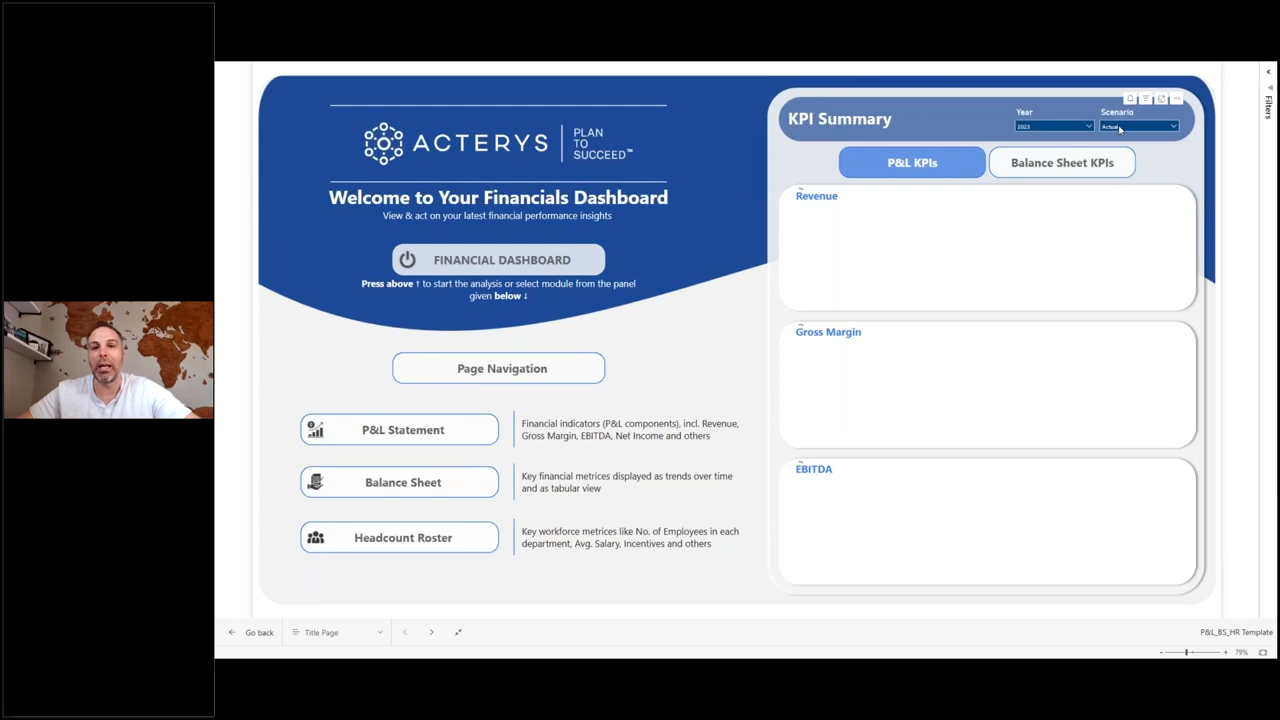 ACTERYS
PLAN
TO
SUCCEED™
Welcome to Your Financials Dashboard
View & act on your latest financial performance insights
FINANCIAL DASHBOARD
Press above ↑ to start the analysis or select module from the panel
given below ↓
Page Navigation
P&L Statement
Financial indicators (P&L components), incl. Revenue,
Gross Margin, EBITDA, Net Income and others
Balance Sheet
Key financial metrices displayed as trends over time
and as tabular view
Headcount Roster
Key workforce metrices like No. of Employees in each
department, Avg. Salary, Incentives and others
KPI Summary
Year
2023
Scenario
Actual
P&L KPIs
Balance Sheet KPIs
Revenue
Gross Margin
EBITDA
Filters
Go back
Title Page
P&L_BS_HR Template
- + 79%